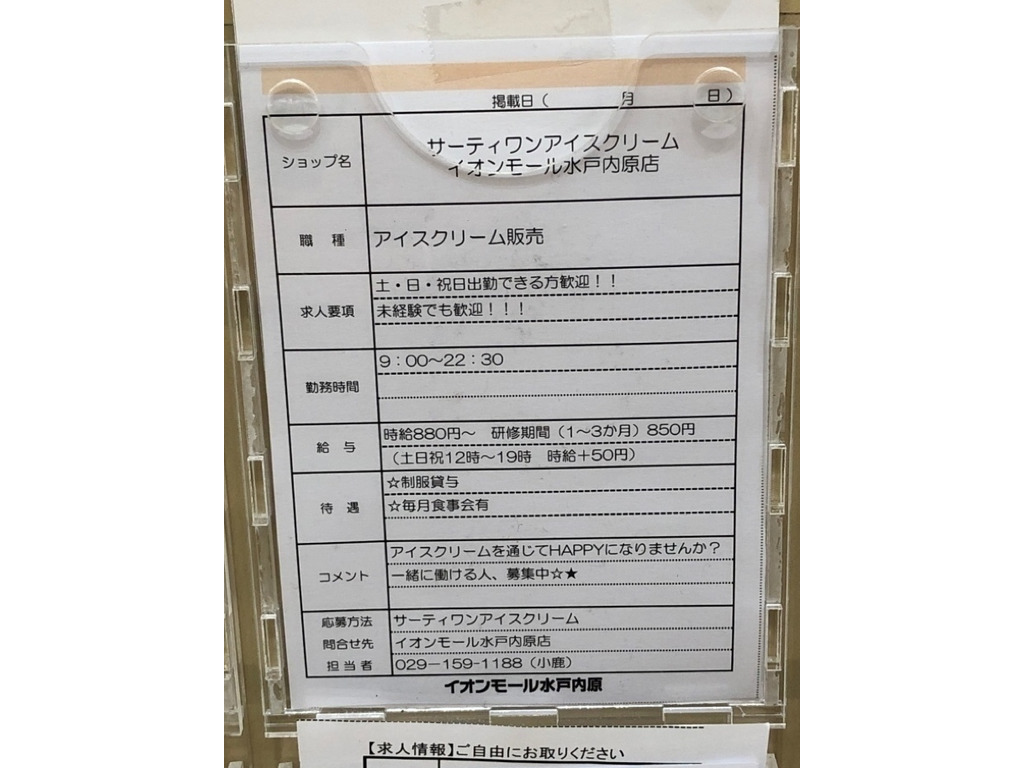 掲載日( 月 日)
ショップ名
サーティワンアイスクリーム
イオンモール水戸内原店
職 種
アイスクリーム販売
求人要項
土・日・祝日出勤できる方歓迎!!
未経験でも歓迎!!!
勤務時間
9:00～22:30
給 与
時給880円～ 研修期間(1～3か月)850円
(土日祝12時～19時 時給+50円)
待 遇
☆制服貸与
☆毎月食事会有
コメント
アイスクリームを通じてHAPPYになりませんか?
一緒に働ける人、募集中☆★
応募方法
サーティワンアイスクリーム
問合せ先
イオンモール水戸内原店
担当者
029-159-1188(小鹿)
イオンモール水戸内原
【求人情報】ご自由にお取りください